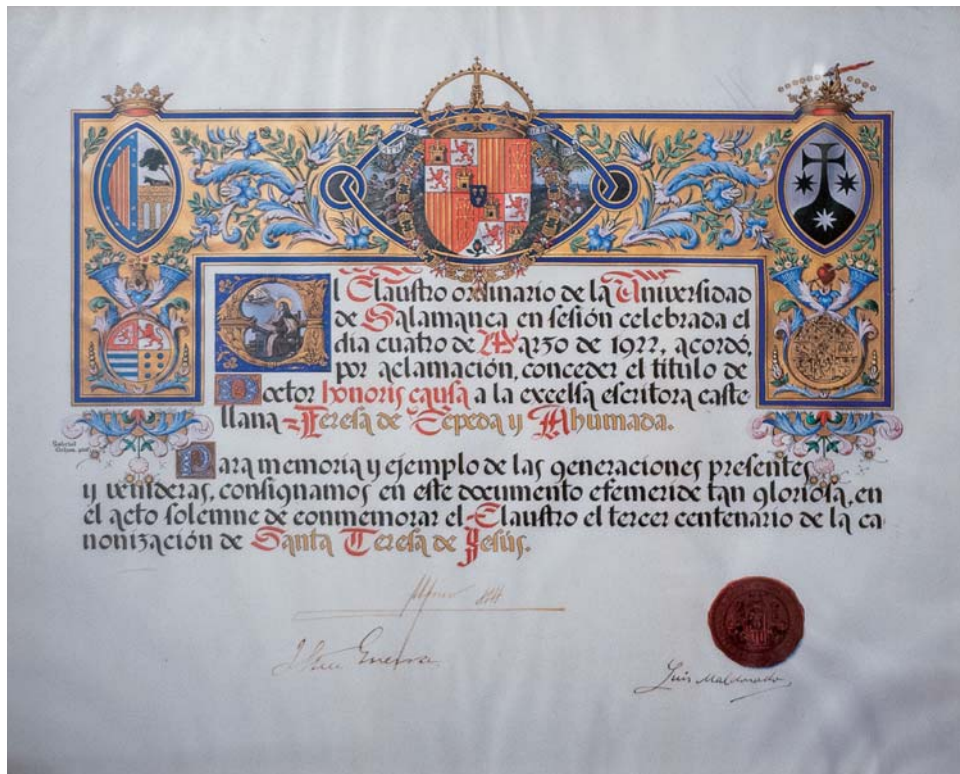 El Claustro ordinario de la Universidad
de Salamanca en sesión celebrada el
día cuatro de Marzo de 1922, acordó,
por aclamación, conceder el título de
Doctor honoris causa a la excelsa escritora caste
llana Teresa de Cepeda y Ahumada.
Para memoria y ejemplo de las generaciones presentes
y venideras, consignamos en este documento efemeride tan gloriosa, en
el acto solemne de conmemorar el Claustro el tercer centenario de la ca
nonización de Santa Teresa de Jesús.
Luis Maldonado